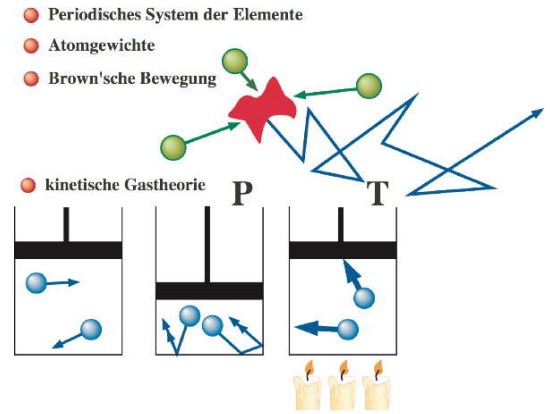 Periodisches System der Elemente
Atomgewichte
Brown'sche Bewegung
kinetische Gastheorie
P
T